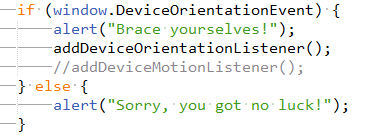 if (window.DeviceOrientationEvent) {
    alert("Brace yourselves!");
    addDeviceOrientationListener();
    //addDeviceMotionListener();
} else {
    alert("Sorry, you got no luck!");
}